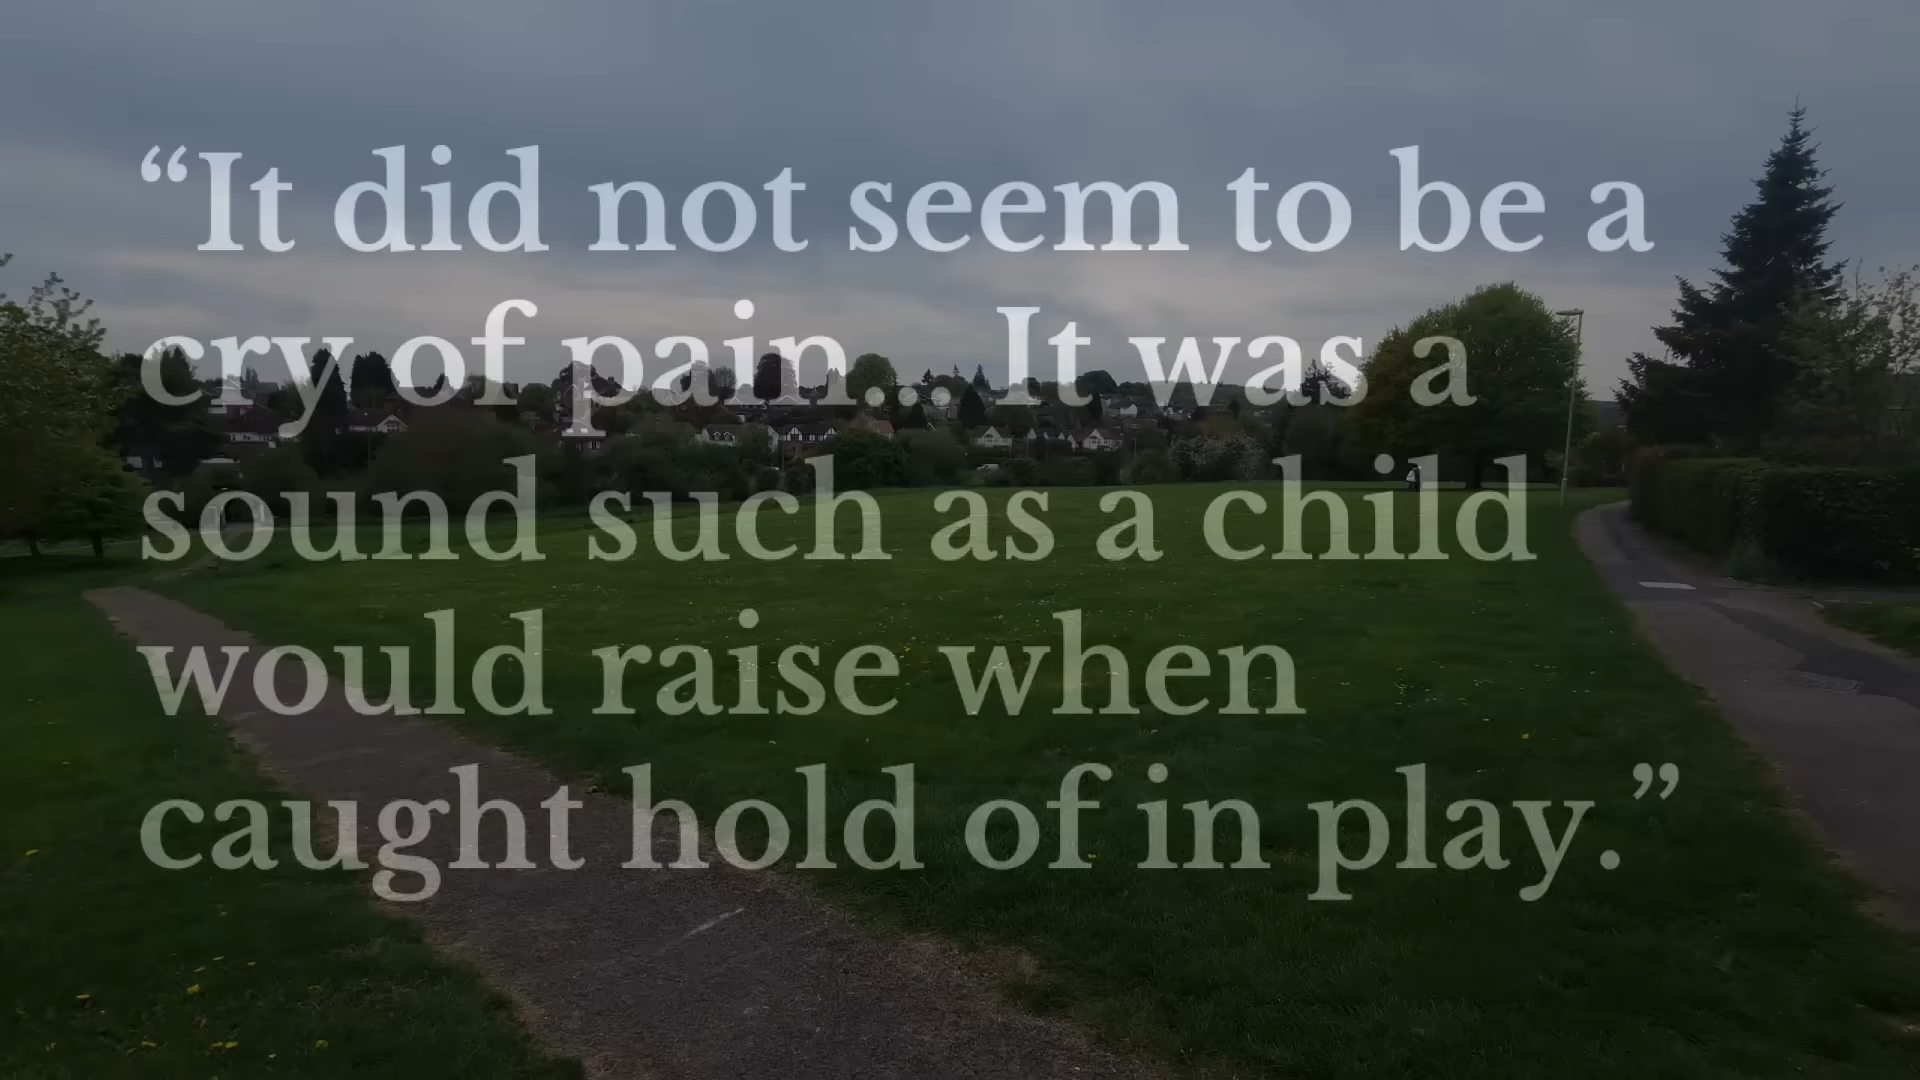 “It did not seem to be a
cry of pain... It was a
sound such as a child
would raise when
caught hold of in play.”